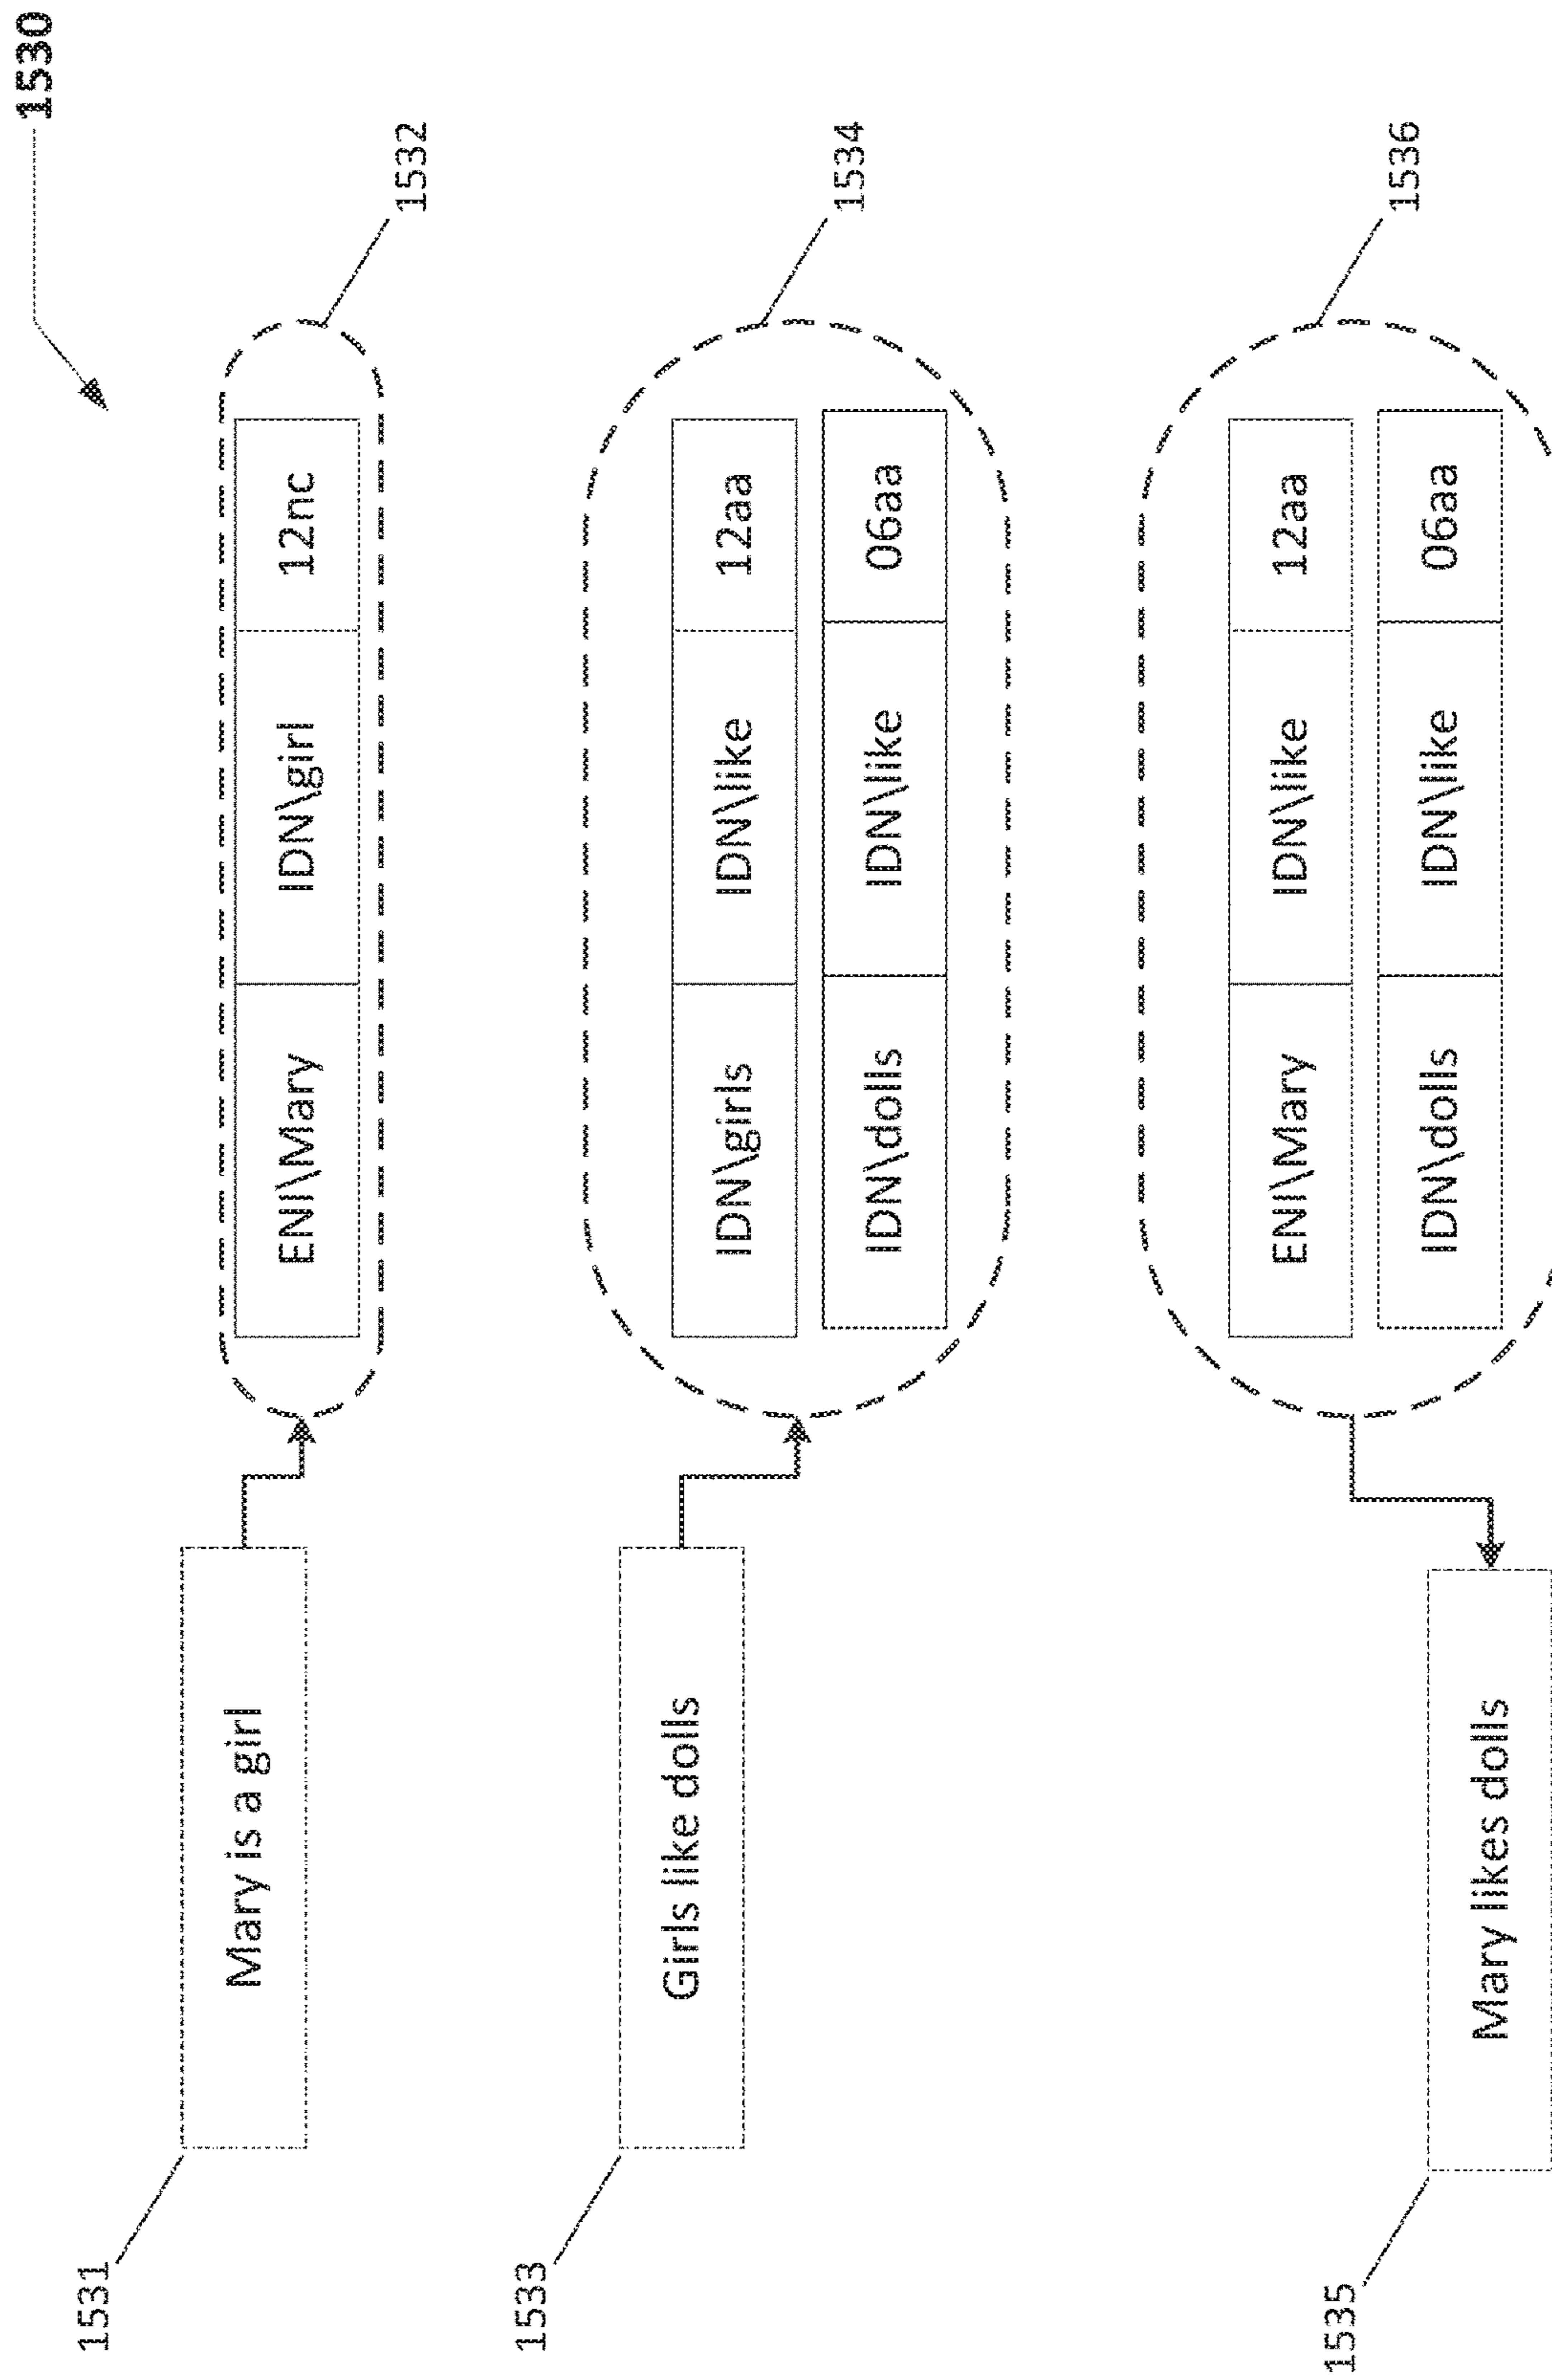 1530
1531
Mary is a girl
ENI\Mary IDN\girl 12nc
1532
1533
Girls like dolls
IDN\girls IDN\like 12aa
IDN\dolls IDN\like 06aa
1534
1535
Mary likes dolls
ENI\Mary IDN\like 12aa
IDN\dolls IDN\like 06aa
1536